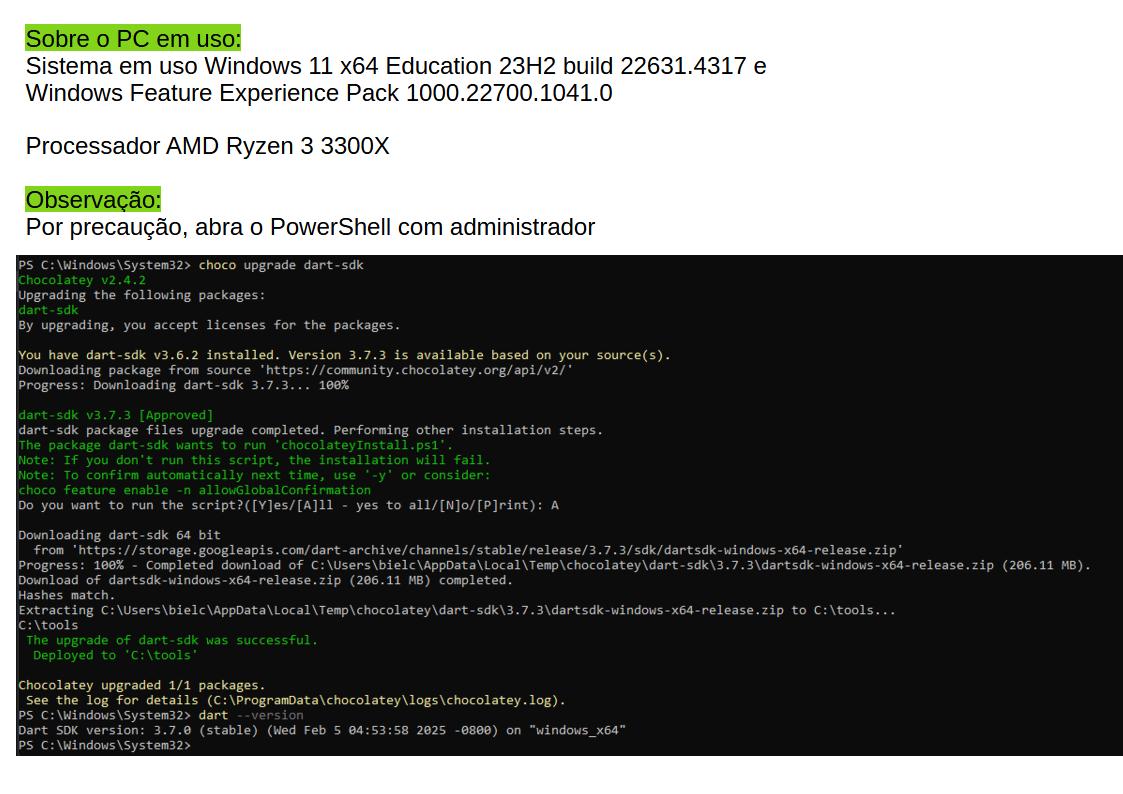 Sobre o PC em uso:
Sistema em uso Windows 11 x64 Education 23H2 build 22631.4317 e
Windows Feature Experience Pack 1000.22700.1041.0
Processador AMD Ryzen 3 3300X
Observação:
Por precaução, abra o PowerShell com administrador
PS C:\Windows\System32> choco upgrade dart-sdk
Chocolatey v2.4.2
Upgrading the following packages:
dart-sdk
By upgrading, you accept licenses for the packages.
You have dart-sdk v3.6.2 installed. Version 3.7.3 is available based on your source(s).
Downloading package from source 'https://community.chocolatey.org/api/v2/'
Progress: Downloading dart-sdk 3.7.3... 100%
dart-sdk v3.7.3 [Approved]
dart-sdk package files upgrade completed. Performing other installation steps.
The package dart-sdk wants to run 'chocolateyInstall.ps1'.
Note: If you don't run this script, the installation will fail.
Note: To confirm automatically next time, use '-y' or consider:
choco feature enable -n allowGlobalConfirmation
Do you want to run the script?([Y]es/[A]ll - yes to all/[N]o/[P]rint): A
Downloading dart-sdk 64 bit
from 'https://storage.googleapis.com/dart-archive/channels/stable/release/3.7.3/sdk/dartsdk-windows-x64-release.zip'
Progress: 100% - Completed download of C:\Users\bielc\AppData\Local\Temp\chocolatey\dart-sdk\3.7.3\dartsdk-windows-x64-release.zip (206.11 MB).
Download of dartsdk-windows-x64-release.zip (206.11 MB) completed.
Hashes match.
Extracting C:\Users\bielc\AppData\Local\Temp\chocolatey\dart-sdk\3.7.3\dartsdk-windows-x64-release.zip to C:\tools...
C:\tools
The upgrade of dart-sdk was successful.
Deployed to 'C:\tools'
Chocolatey upgraded 1/1 packages.
See the log for details (C:\ProgramData\chocolatey\logs\chocolatey.log).
PS C:\Windows\System32> dart --version
Dart SDK version: 3.7.0 (stable) (Wed Feb 5 04:53:58 2025 -0800) on "windows_x64"
PS C:\Windows\System32>